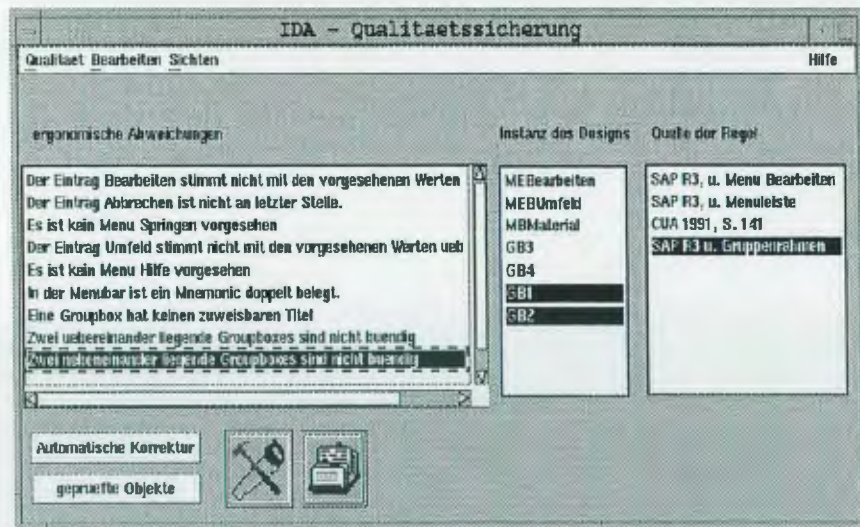 IDA - Qualitaetssicherung
Qualitaet Bearbeiten Sichten
Hilfe
ergonomische Abweichungen
Instanz des Designs
Quelle der Regel
Der Eintrag Bearbeiten stimmt nicht mit den vorgesehenen Werten
Der Eintrag Abbrechen ist nicht an letzter Stelle.
Es ist kein Menu Springen vorgesehen
Der Eintrag Umfeld stimmt nicht mit den vorgesehenen Werten ueb
Es ist kein Menu Hilfe vorgesehen
In der Menubar ist ein Mnemonic doppelt belegt.
Eine Groupbox hat keinen zuweisbaren Titel
Zwei uebereinander liegende Groupboxes sind nicht buendig
Zwei nebeneinander liegende Groupboxes sind nicht buendig
MEBearbeiten
MEBUmfeld
MBMaterial
GB3
GB4
GB1
GB2
SAP R3, u. Menu Bearbeiten
SAP R3, u. Menuleiste
CUA 1991, S. 141
SAP R3 u. Gruppenrahmen
Automatische Korrektur
gepruefte Objekte